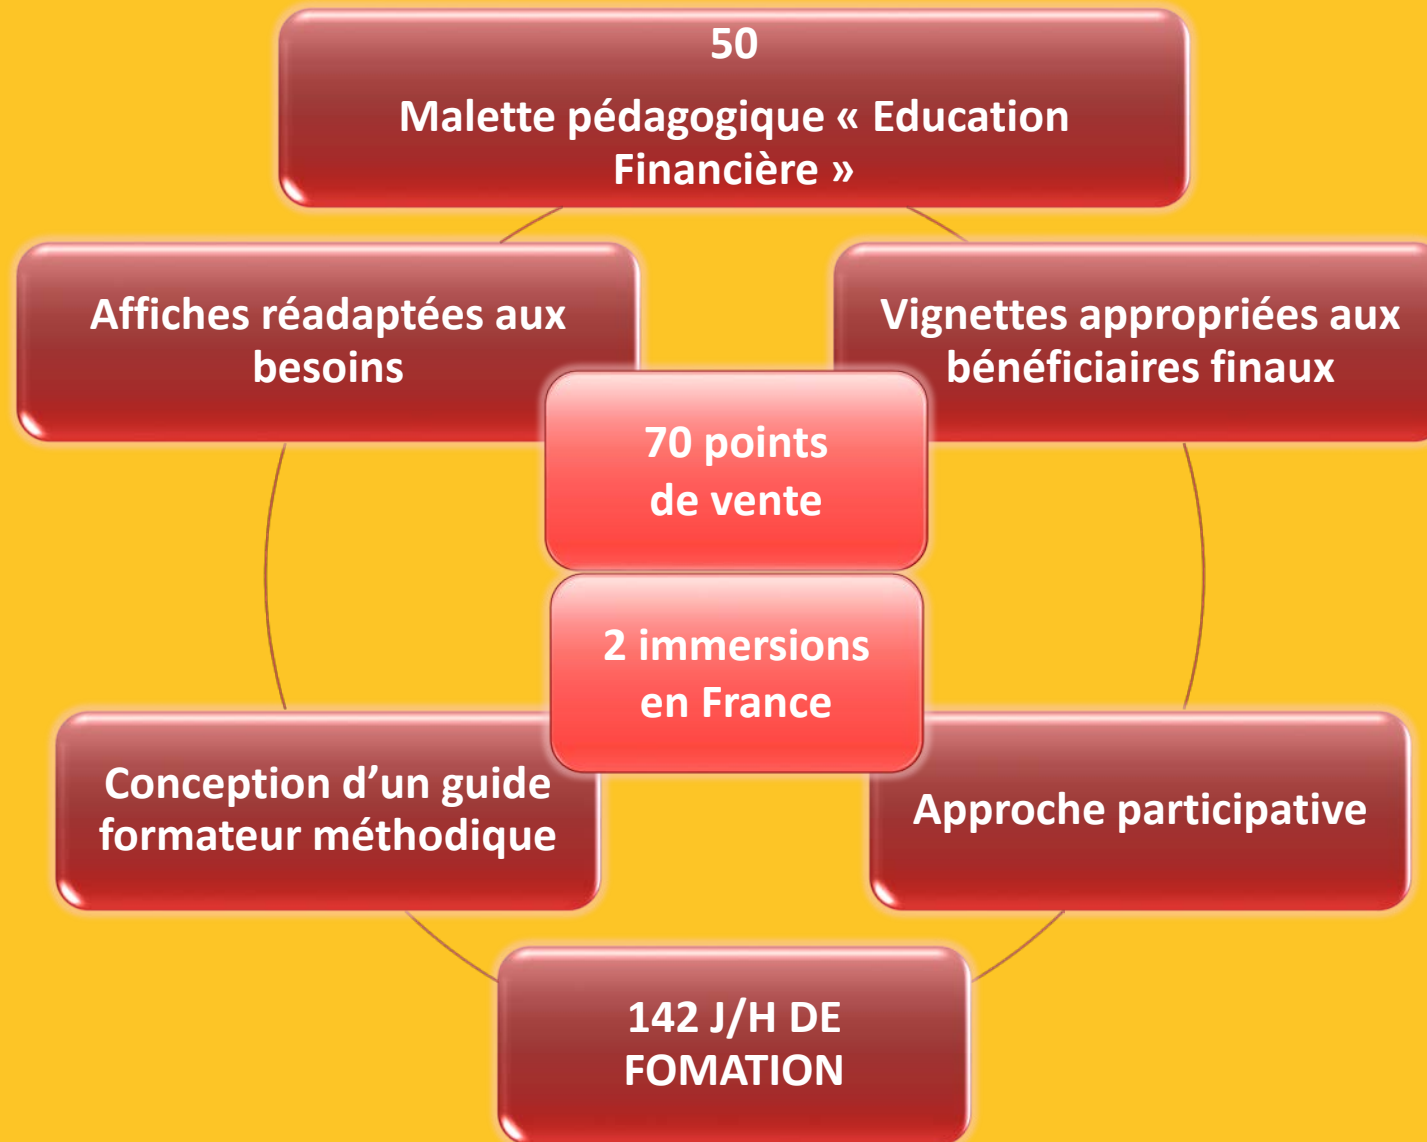 50
Malette pédagogique « Education
Financière »
Affiches réadaptées aux
besoins
Vignettes appropriées aux
bénéficiaires finaux
70 points
de vente
2 immersions
en France
Conception d’un guide
formateur méthodique
Approche participative
142 J/H DE
FOMATION